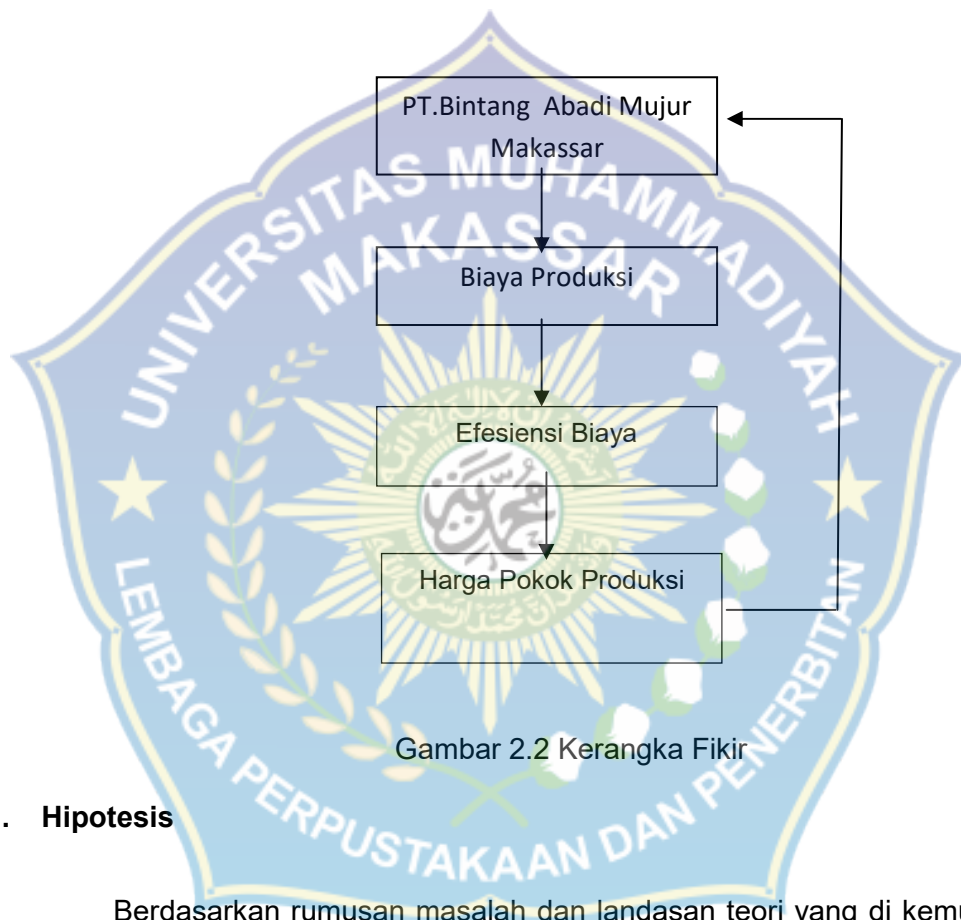 PT.Bintang Abadi Mujur
Makassar
Biaya Produksi
Efesiensi Biaya
Harga Pokok Produksi
Gambar 2.2 Kerangka Fikir
. Hipotesis
Berdasarkan rumusan masalah dan landasan teori yang di
UNIVERSITAS MUHAMMADIYAH
MAKASSAR
LEMBAGA PERPUSTAKAAN DAN PENERBITAN